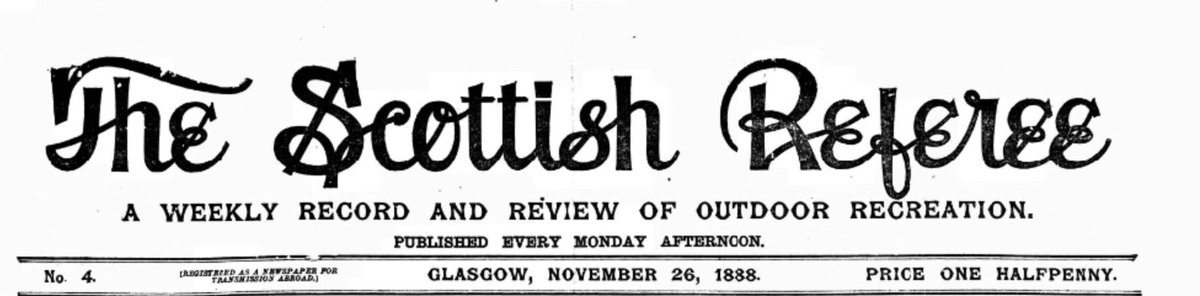 The Scottish Referee
A WEEKLY RECORD AND REVIEW OF OUTDOOR RECREATION.
PUBLISHED EVERY MONDAY AFTERNOON.
No. 4. [REGISTERED AS A NEWSPAPER FOR TRANSMISSION ABROAD.] GLASGOW, NOVEMBER 26, 1888. PRICE ONE HALFPENNY.